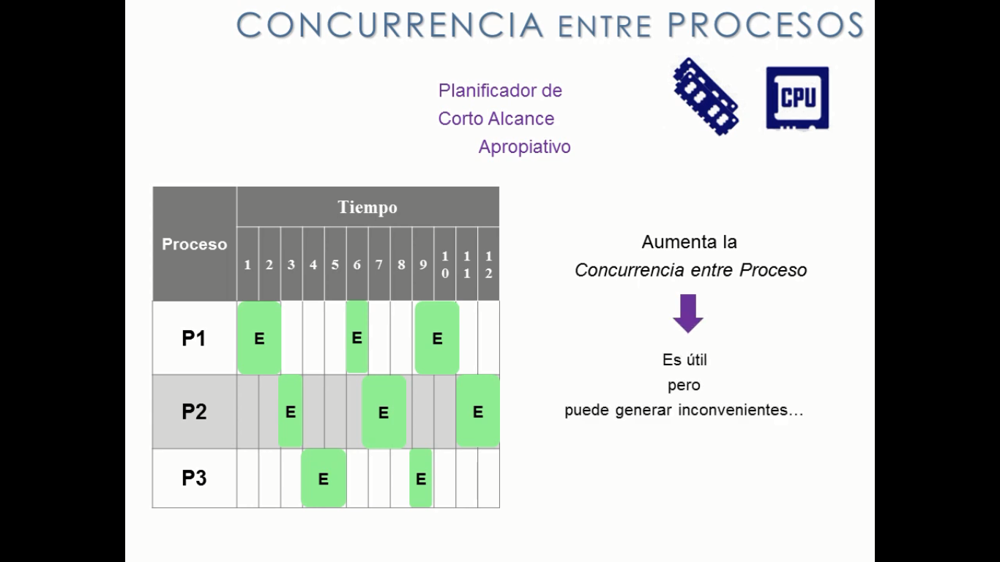 CONCURRENCIA ENTRE PROCESOS
Planificador de
Corto Alcance
Apropiativo
CPU
Proceso
Tiempo
1 2 3 4 5 6 7 8 9 10 11 12
P1 E E E
P2 E E E
P3 E E
Aumenta la
Concurrencia entre Proceso
Es útil
pero
puede generar inconvenientes…